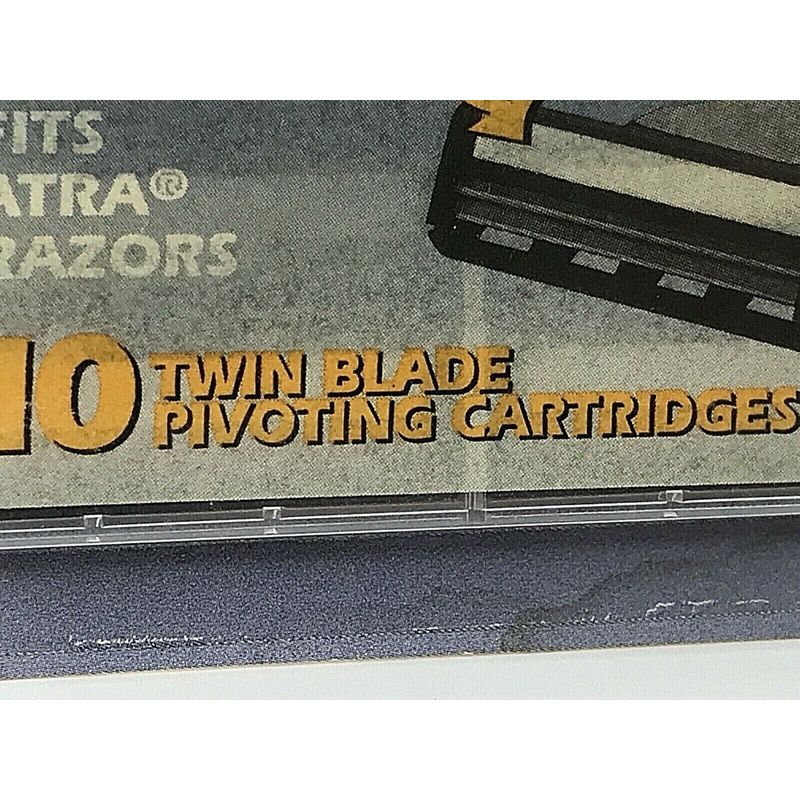 FITS
ATRA®
RAZORS
10 TWIN BLADE
PIVOTING CARTRIDGES